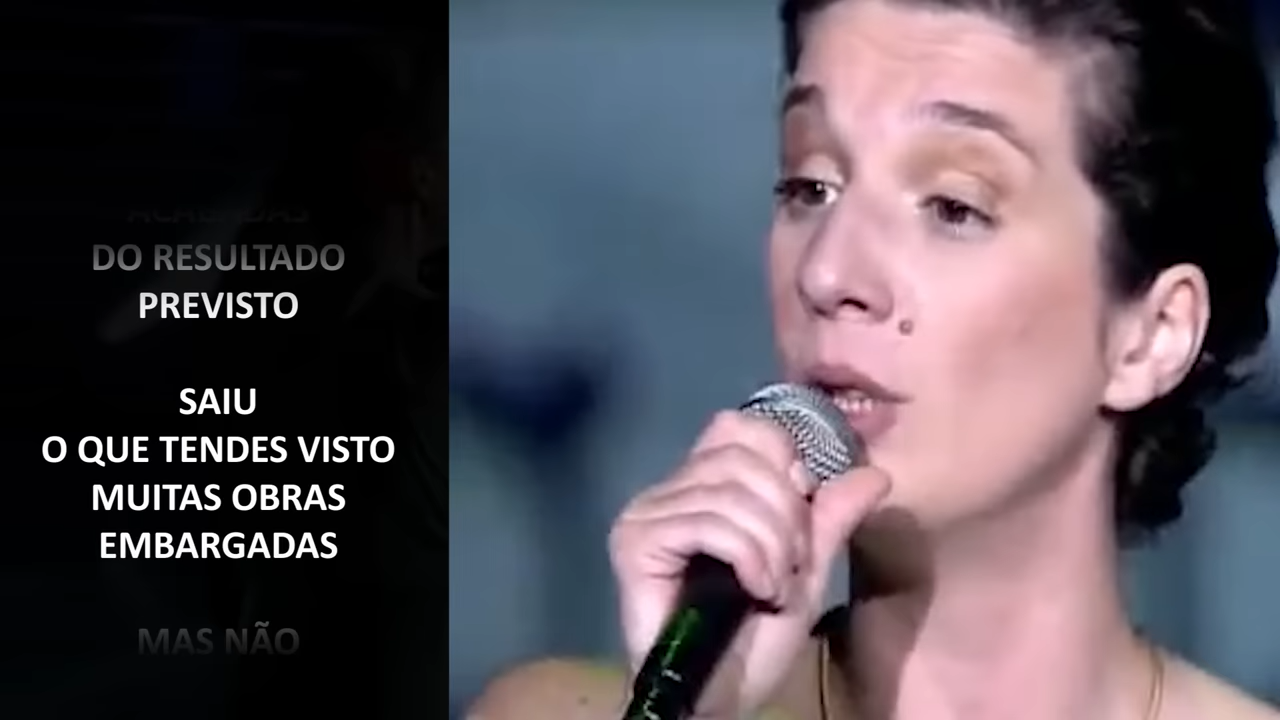 DO RESULTADO
PREVISTO
SAIU
O QUE TENDES VISTO
MUITAS OBRAS
EMBARGADAS
MAS NÃO